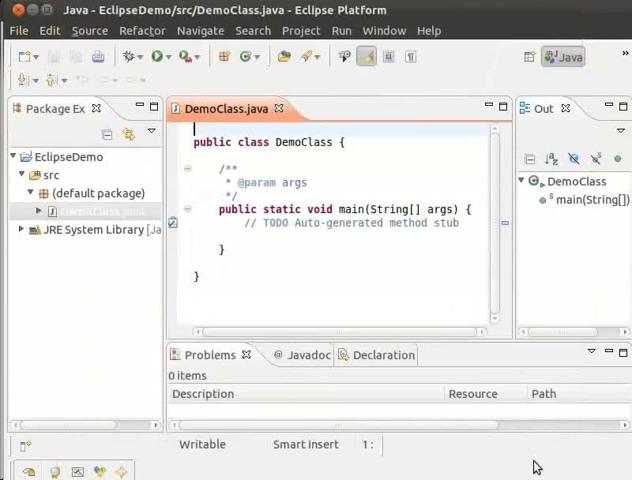 Java - EclipseDemo/src/DemoClass.java - Eclipse Platform
File Edit Source Refactor Navigate Search Project Run Window Help
Java
»
Package Ex
DemoClass.java
Out
EclipseDemo
src
(default package)
DemoClass.java
JRE System Library [Ja
public class DemoClass {
/**
* @param args
*/
public static void main(String[] args) {
// TODO Auto-generated method stub
}
}
DemoClass
main(String[])
Problems @ Javadoc Declaration
0 items
Description Resource Path
Writable Smart Insert 1 :